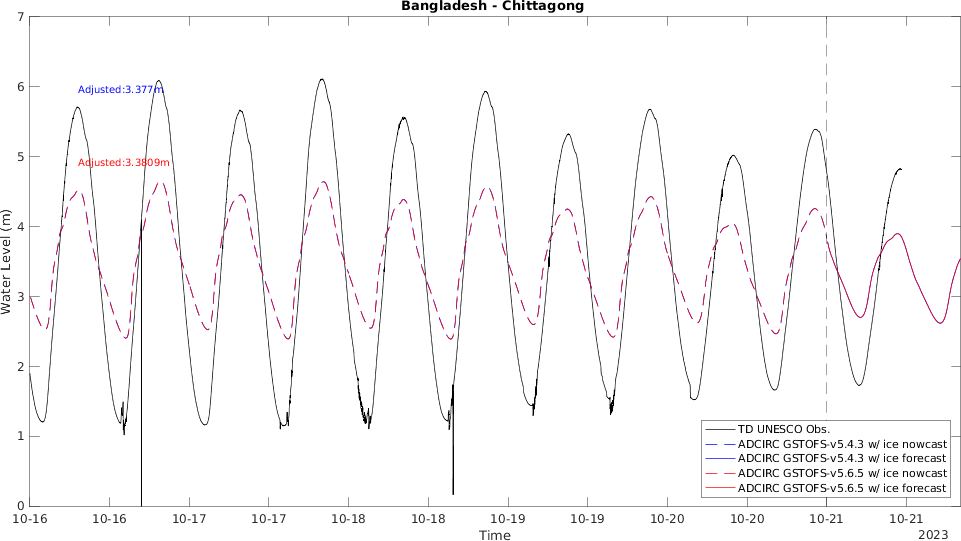 Bangladesh - Chittagong
7
6
5
4
3
2
1
0
Water Level (m)
Adjusted:3.377m
Adjusted:3.3809m
TD UNESCO Obs.
ADCIRC GSTOFS-v5.4.3 w/ ice nowcast
ADCIRC GSTOFS-v5.4.3 w/ ice forecast
ADCIRC GSTOFS-v5.6.5 w/ ice nowcast
ADCIRC GSTOFS-v5.6.5 w/ ice forecast
10-16 10-16 10-17 10-17 10-18 10-18 10-19 10-19 10-20 10-20 10-21 10-21
Time
2023